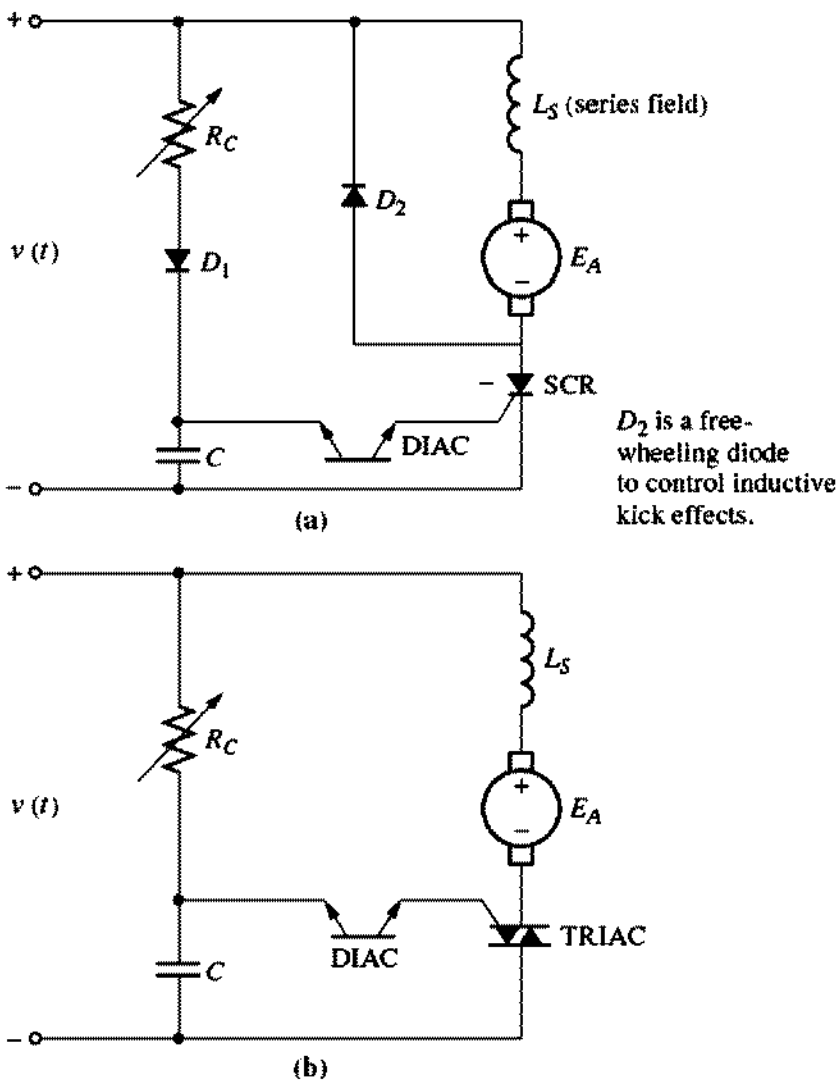 +
L_S (series field)
R_C
D_2
+
v (t)
D_1
E_A
–
–
SCR
DIAC
D_2 is a free-
wheeling diode
to control inductive
kick effects.
C
–
(a)
+
L_S
R_C
+
v (t)
E_A
–
DIAC
TRIAC
C
–
(b)